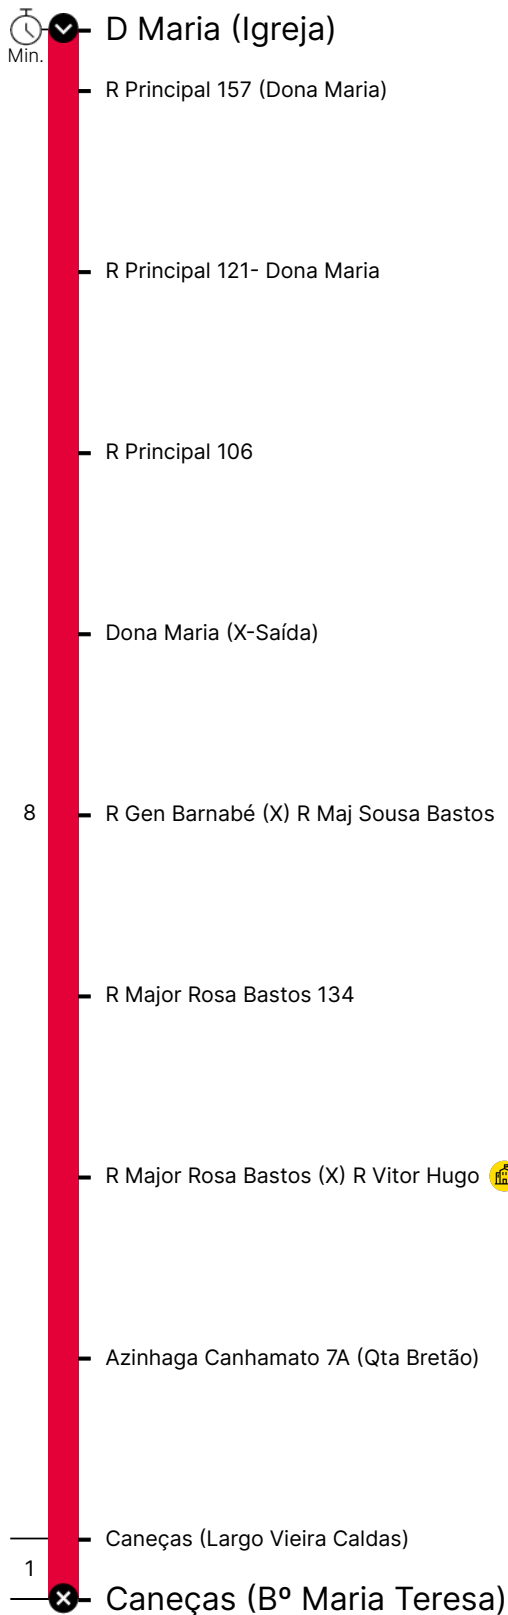 D Maria (Igreja)
Min.
R Principal 157 (Dona Maria)
R Principal 121- Dona Maria
R Principal 106
Dona Maria (X-Saída)
8
R Gen Barnabé (X) R Maj Sousa Bastos
R Major Rosa Bastos 134
R Major Rosa Bastos (X) R Vitor Hugo
Azinhaga Canhamato 7A (Qta Bretão)
Caneças (Largo Vieira Caldas)
1
Caneças (Bº Maria Teresa)